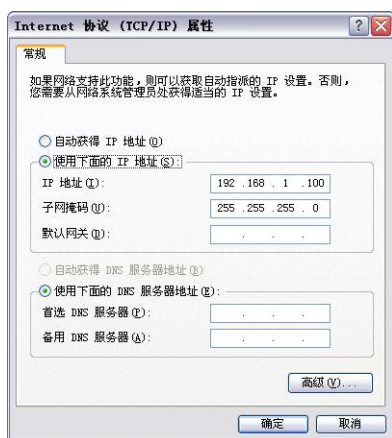 Internet 协议 (TCP/IP) 属性
常规
如果网络支持此功能，则可以获取自动指派的 IP 设置。否则，
您需要从网络系统管理员处获得适当的 IP 设置。
自动获得 IP 地址(O)
使用下面的 IP 地址(S):
IP 地址(I): 192 .168 . 1 .100
子网掩码(U): 255 .255 .255 . 0
默认网关(D): . . .
自动获得 DNS 服务器地址(B)
使用下面的 DNS 服务器地址(E):
首选 DNS 服务器(P): . . .
备用 DNS 服务器(A): . . .
高级(V)...
确定 取消